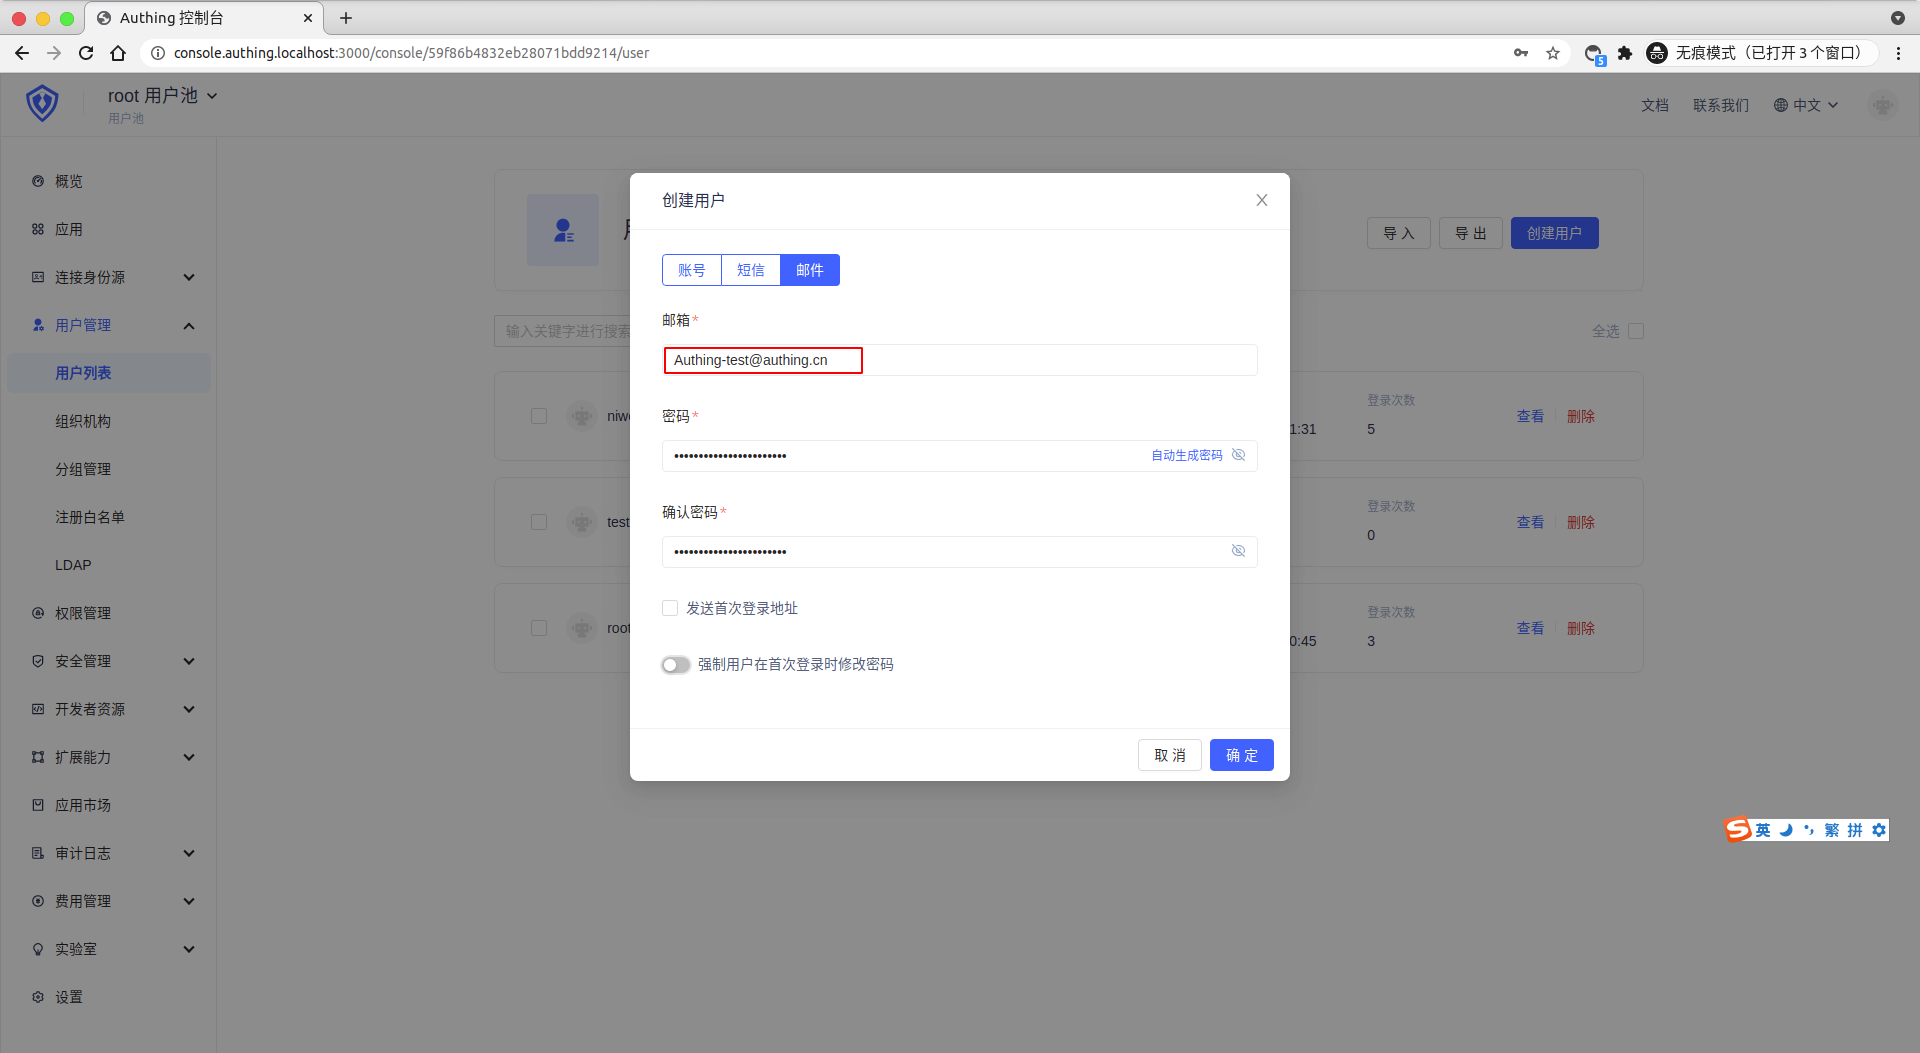 Authing 控制台
console.authing.localhost:3000/console/59f86b4832eb28071bdd9214/user
5
无痕模式（已打开 3 个窗口）
root 用户池
用户池
文档
联系我们
中文
概览
应用
连接身份源
用户管理
用户列表
组织机构
分组管理
注册白名单
LDAP
权限管理
安全管理
开发者资源
扩展能力
应用市场
审计日志
费用管理
实验室
设置
导 入
导 出
创建用户
输入关键字进行搜索
全选
niw
1:31
登录次数
5
查看
删除
test
登录次数
0
查看
删除
root
0:45
登录次数
3
查看
删除
创建用户
账号
短信
邮件
邮箱*
Authing-test@authing.cn
密码*
•••••••••••••••••••••••
自动生成密码
确认密码*
•••••••••••••••••••••••
发送首次登录地址
强制用户在首次登录时修改密码
取 消
确 定
S 英 繁 拼